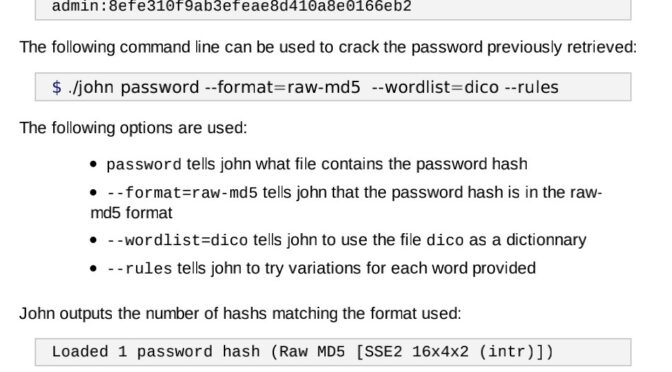 admin:8efe310f9ab3efeae8d410a8e0166eb2
The following command line can be used to crack the password previously retrieved:
$ ./john password --format=raw-md5 --wordlist=dico --rules
The following options are used:
• password tells john what file contains the password hash
• --format=raw-md5 tells john that the password hash is in the raw-
md5 format
• --wordlist=dico tells john to use the file dico as a dictionnary
• --rules tells john to try variations for each word provided
John outputs the number of hashs matching the format used:
Loaded 1 password hash (Raw MD5 [SSE2 16x4x2 (intr)])